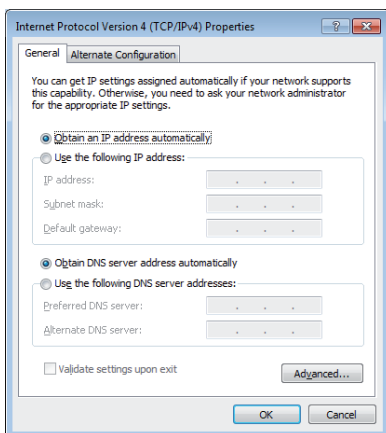 Internet Protocol Version 4 (TCP/IPv4) Properties
General
Alternate Configuration
You can get IP settings assigned automatically if your network supports
this capability. Otherwise, you need to ask your network administrator
for the appropriate IP settings.
Obtain an IP address automatically
Use the following IP address:
IP address:
Subnet mask:
Default gateway:
Obtain DNS server address automatically
Use the following DNS server addresses:
Preferred DNS server:
Alternate DNS server:
Validate settings upon exit
Advanced...
OK
Cancel